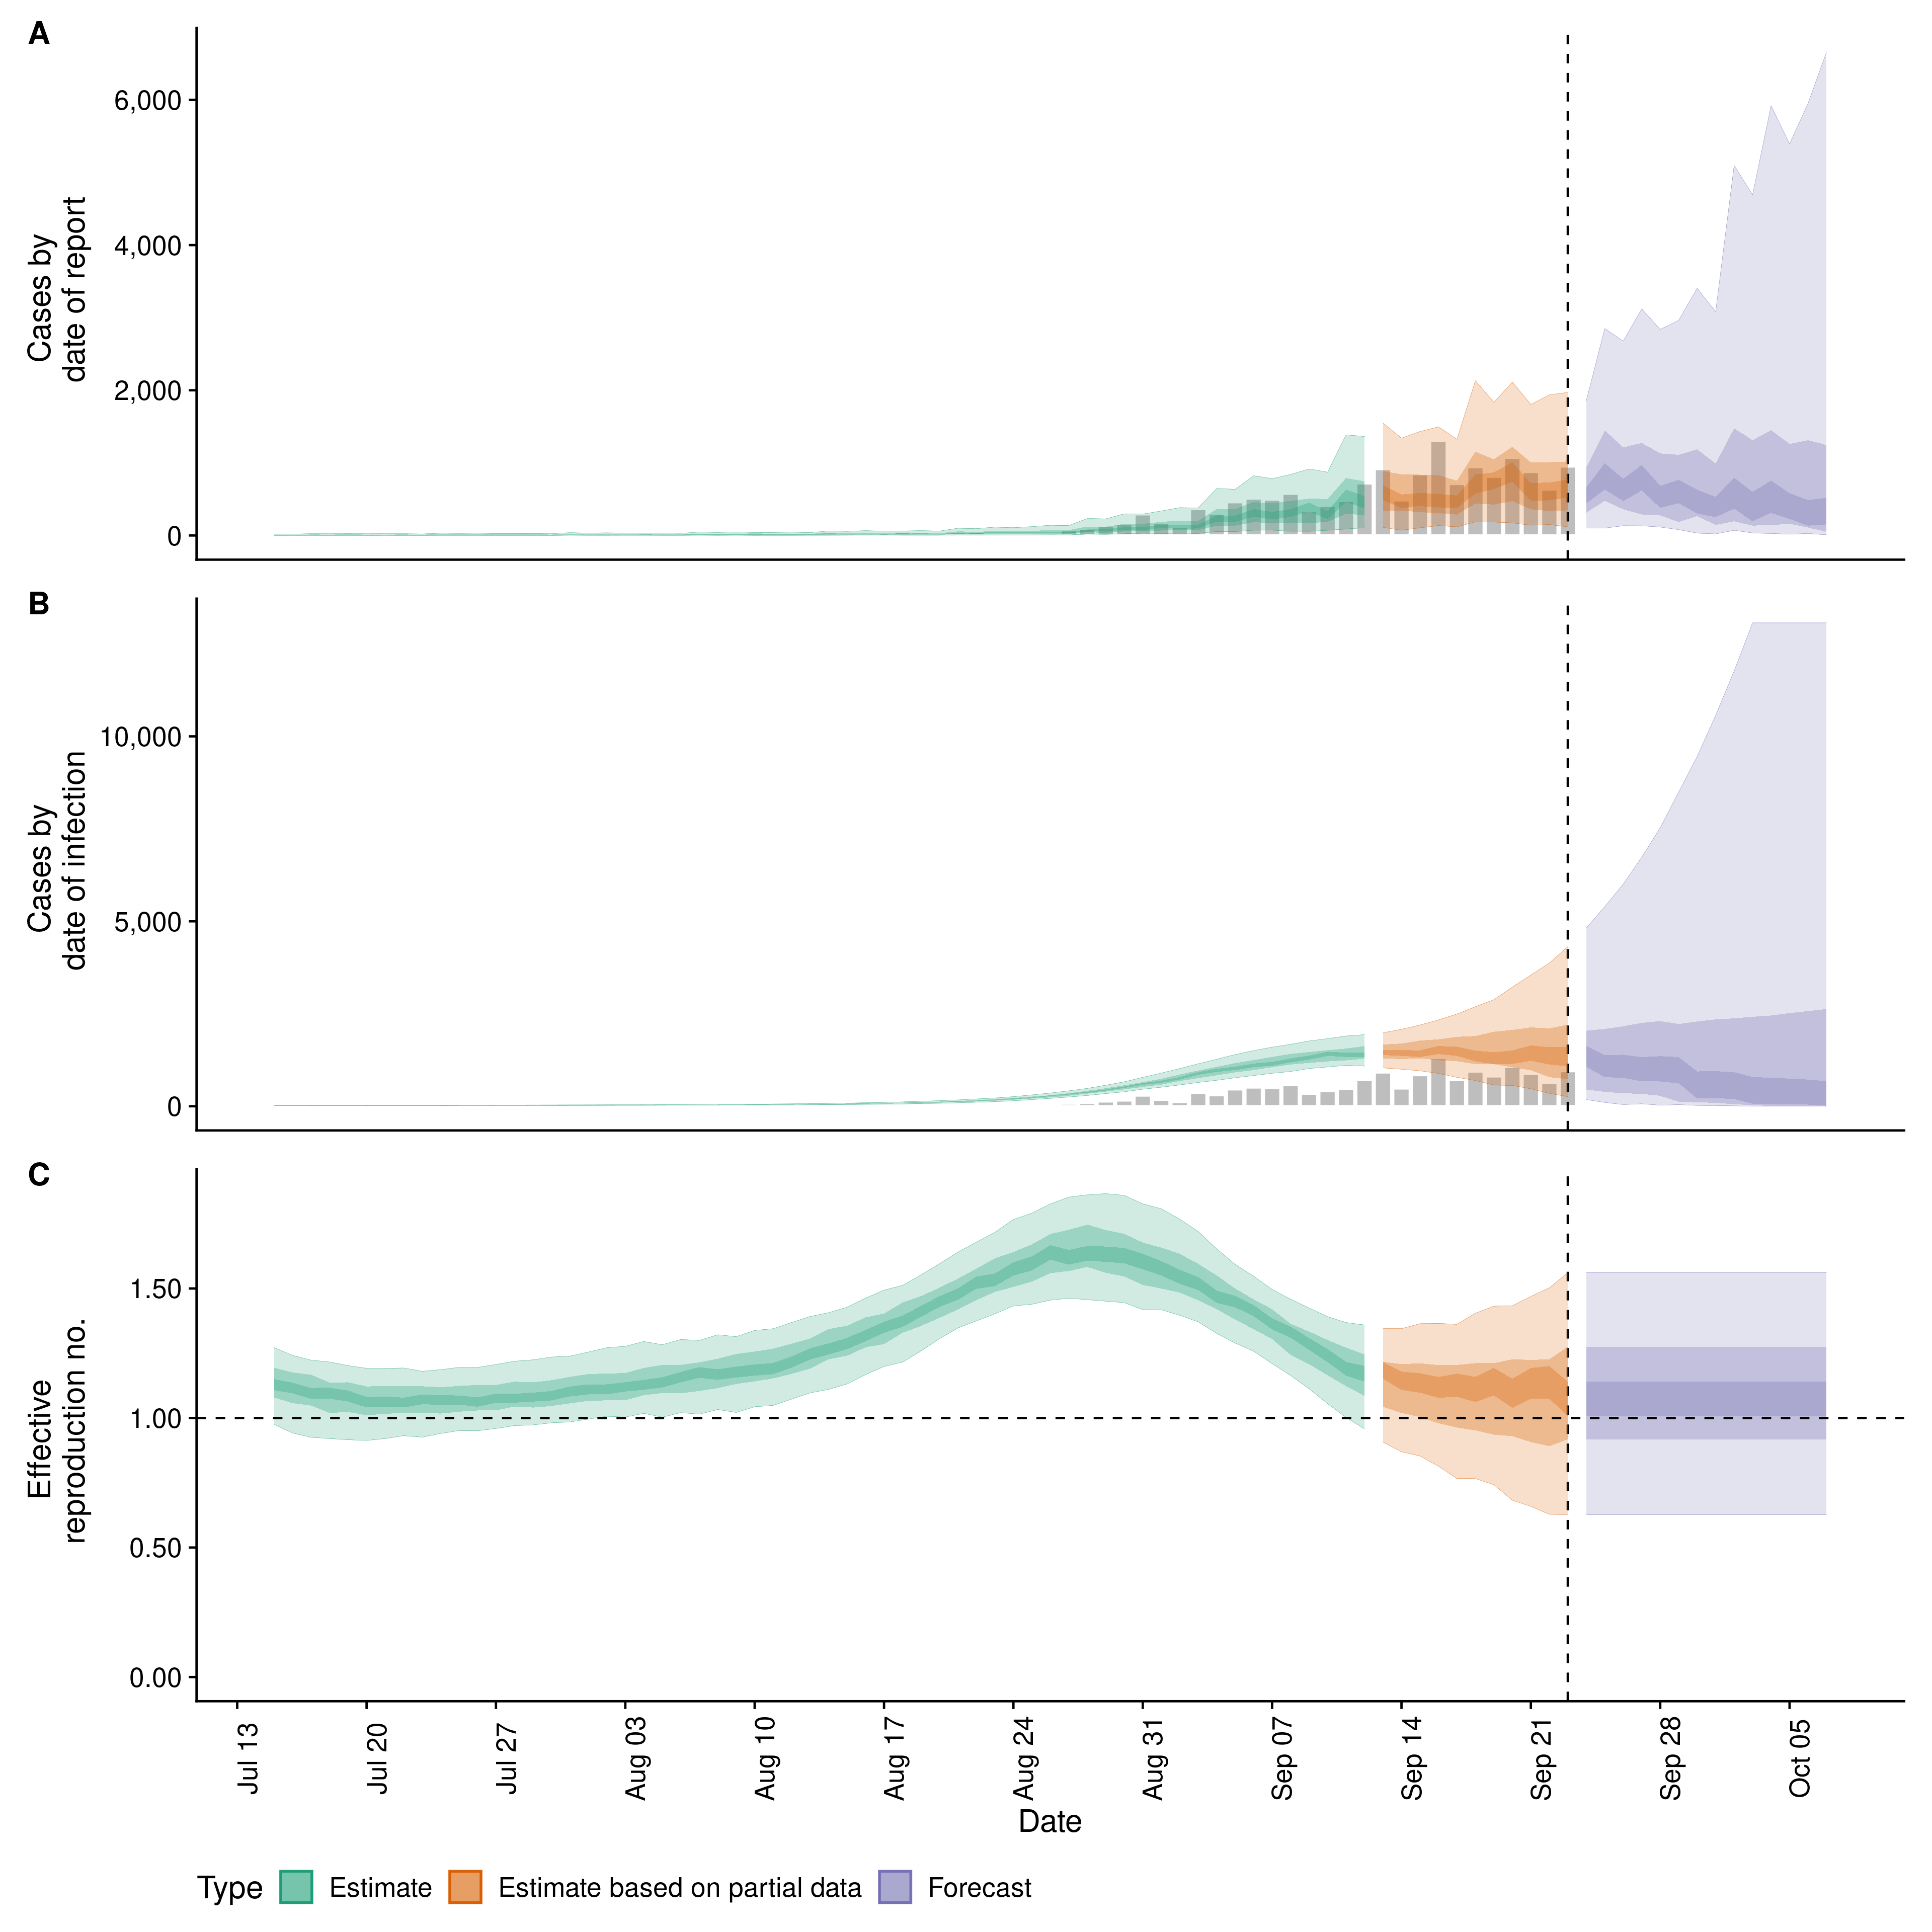 A
Cases by
date of report
6,000
4,000
2,000
0
B
Cases by
date of infection
10,000
5,000
0
C
Effective
reproduction no.
1.50
1.00
0.50
0.00
Jul 13
Jul 20
Jul 27
Aug 03
Aug 10
Aug 17
Aug 24
Aug 31
Sep 07
Sep 14
Sep 21
Sep 28
Oct 05
Date
Type Estimate Estimate based on partial data Forecast